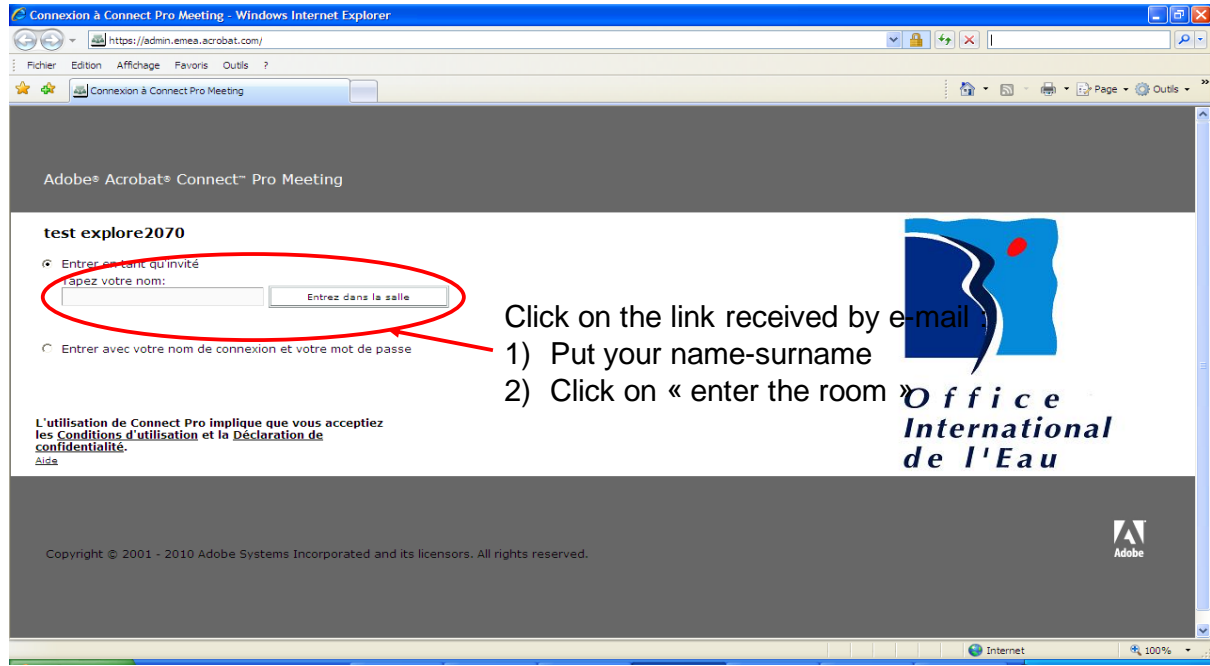 Connexion à Connect Pro Meeting - Windows Internet Explorer
https://admin.emea.acrobat.com/
Fichier Edition Affichage Favoris Outils ?
Connexion à Connect Pro Meeting
Page Outils »
Adobe® Acrobat® Connect™ Pro Meeting
test explore2070
Entrer en tant qu'invité
Tapez votre nom:
Entrez dans la salle
Entrer avec votre nom de connexion et votre mot de passe
Click on the link received by e-mail :
1) Put your name-surname
2) Click on « enter the room »
L'utilisation de Connect Pro implique que vous acceptiez
les Conditions d'utilisation et la Déclaration de
confidentialité.
Aide
Office
International
de l'Eau
Copyright © 2001 - 2010 Adobe Systems Incorporated and its licensors. All rights reserved.
Adobe
Internet
100%